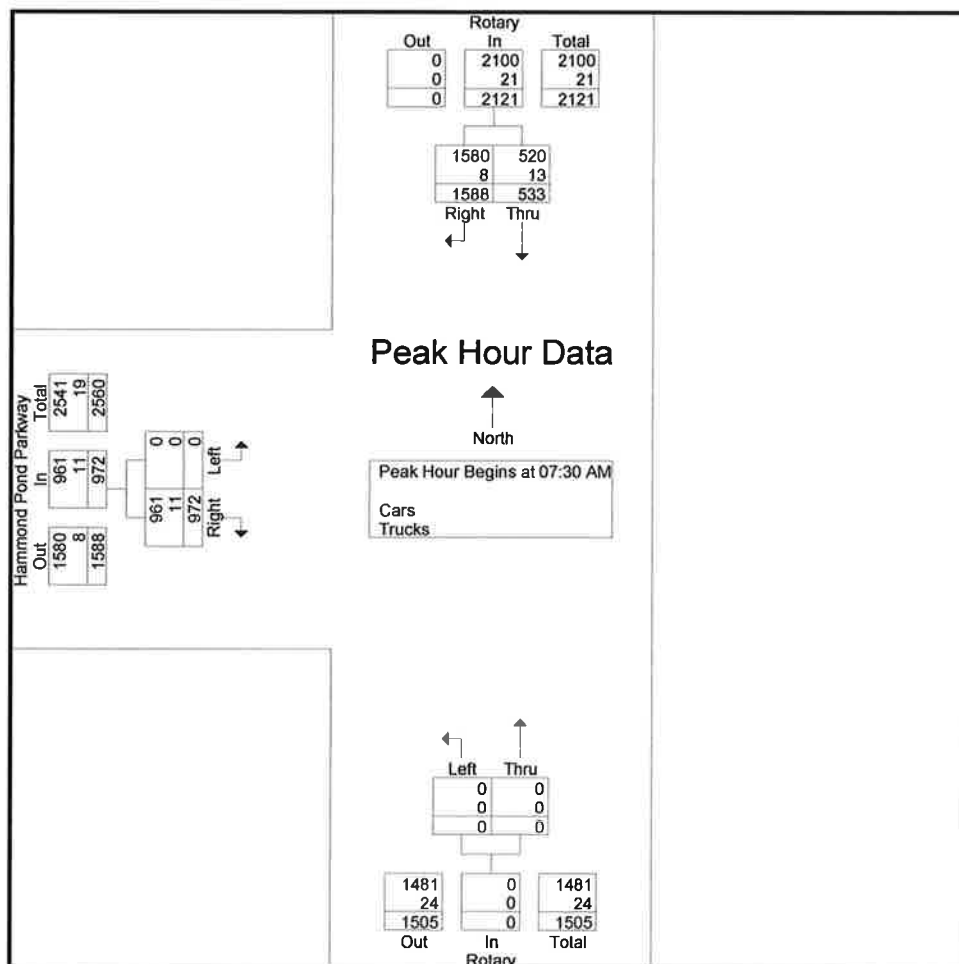 Rotary
Out In Total
0 2100 2100
0 21 21
0 2121 2121
1580 520
8 13
1588 533
Right Thru
Peak Hour Data
North
Peak Hour Begins at 07:30 AM
Cars
Trucks
Hammond Pond Parkway
Out In Total
1580 961 2541
8 11 19
1588 972 2560
961 0
11 0
972 0
Right Left
Left Thru
0 0
0 0
0 0
1481 0 1481
24 0 24
1505 0 1505
Out In Total
Rotary